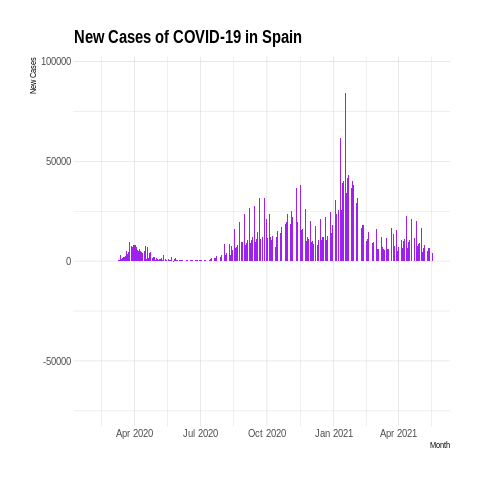 New Cases of COVID-19 in Spain
New Cases
100000
50000
0
-50000
Apr 2020 Jul 2020 Oct 2020 Jan 2021 Apr 2021
Month